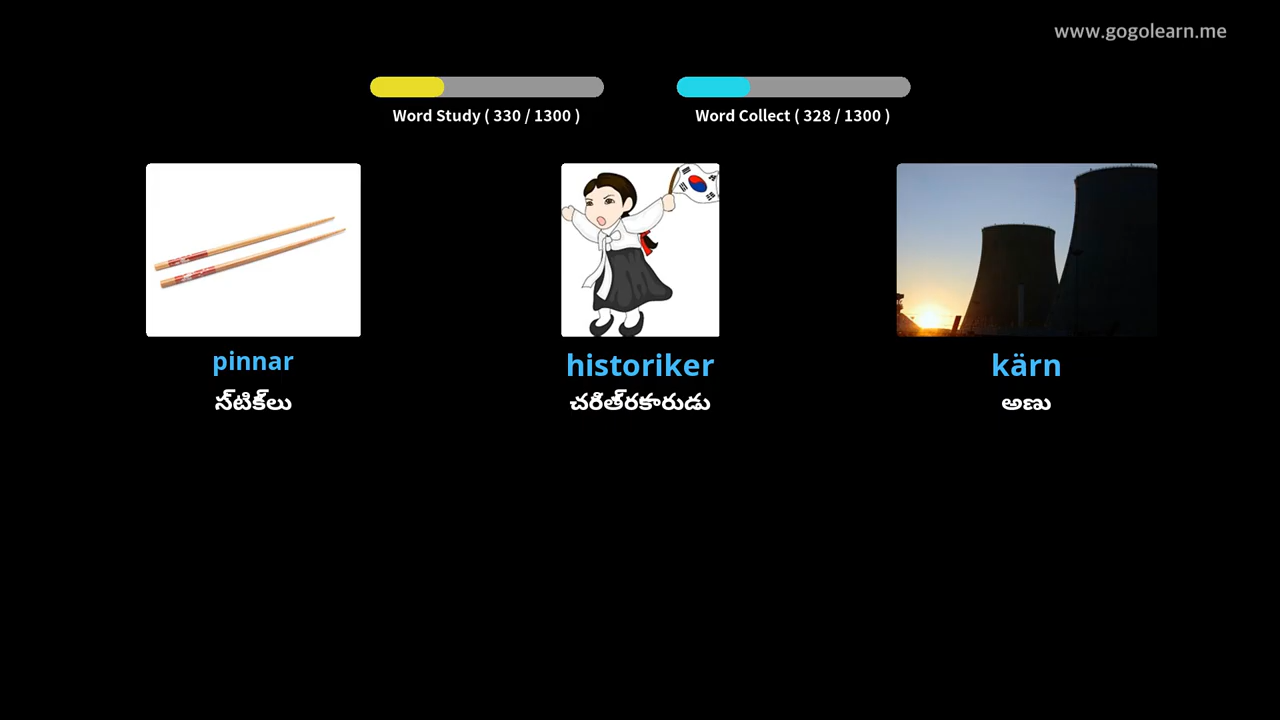 www.gogolearn.me
Word Study ( 330 / 1300 )
Word Collect ( 328 / 1300 )
pinnar
historiker
kärn
స్‌టిక్‌లు
చరిత్‌రకారుడు
అణు